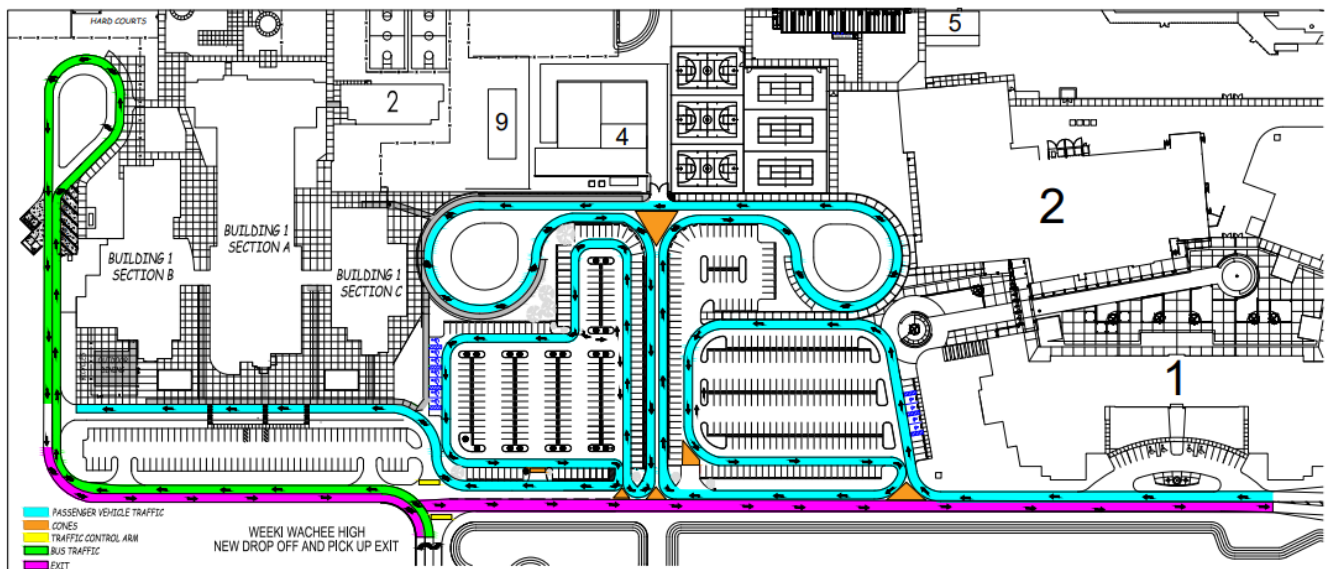 HARD COURTS
5
2
9
4
2
BUILDING 1
SECTION A
BUILDING 1
SECTION B
BUILDING 1
SECTION C
1
PASSENGER VEHICLE TRAFFIC
CONES
TRAFFIC CONTROL ARM
BUS TRAFFIC
EXIT
WEEKI WACHEE HIGH
NEW DROP OFF AND PICK UP EXIT